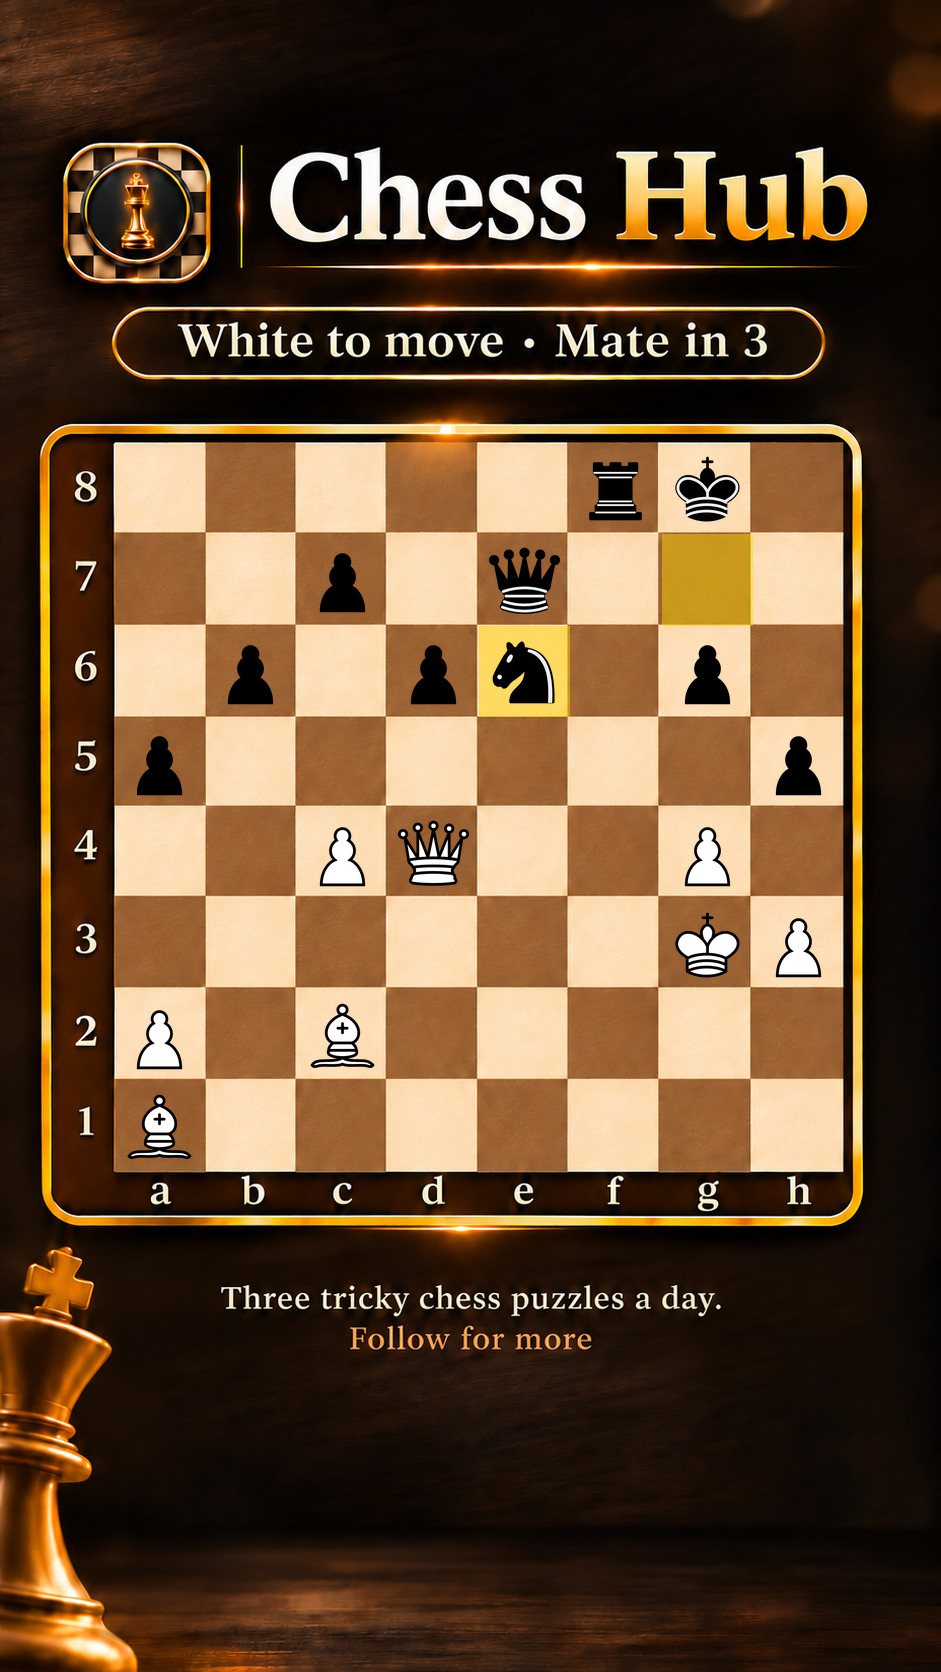 Chess Hub
White to move • Mate in 3
8
7
6
5
4
3
2
1
a b c d e f g h
Three tricky chess puzzles a day.
Follow for more